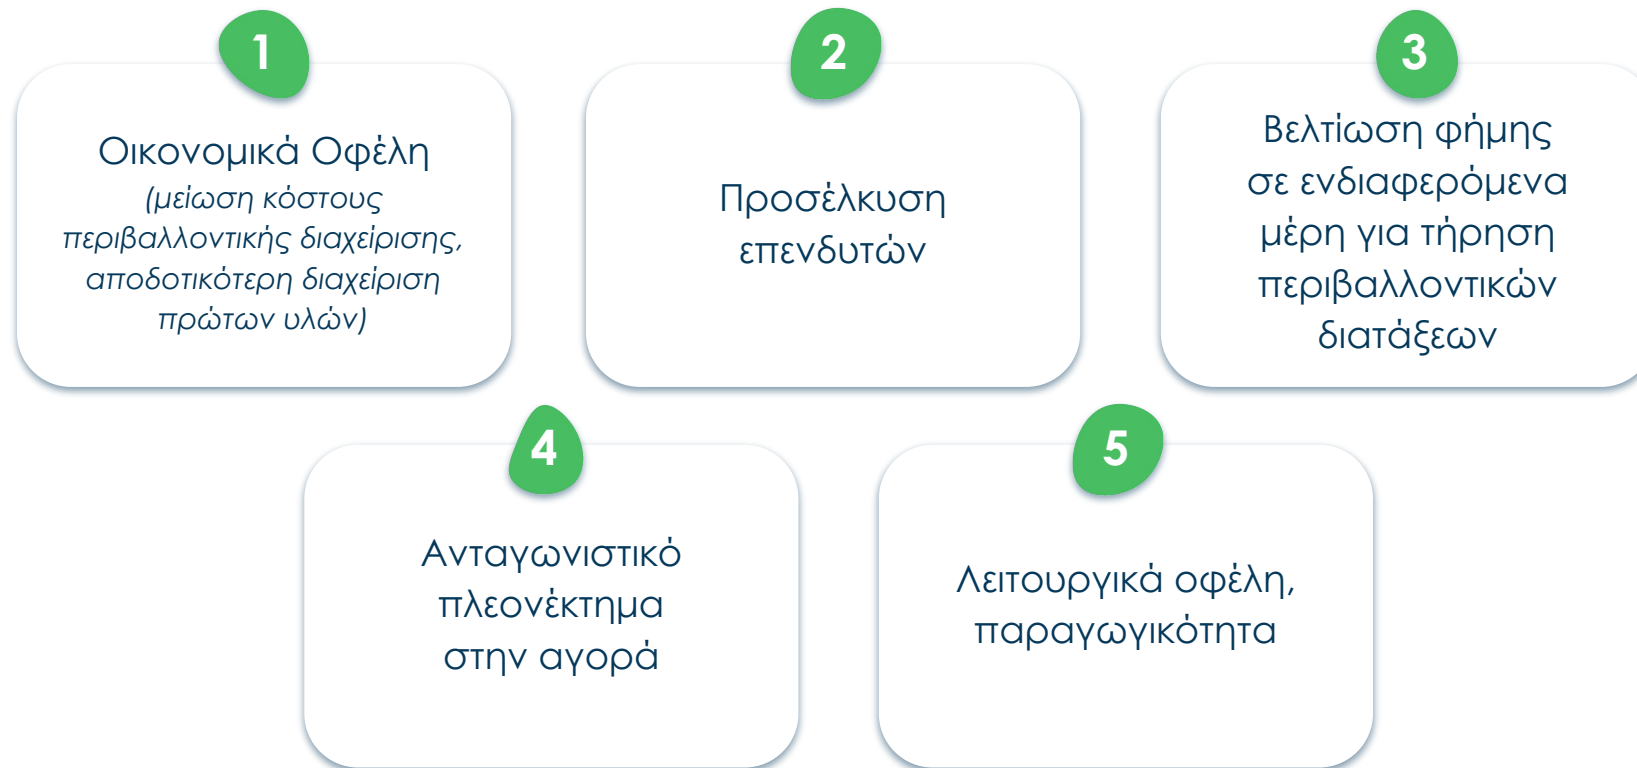 1
Οικονομικά Οφέλη
(μείωση κόστους
περιβαλλοντικής διαχείρισης,
αποδοτικότερη διαχείριση
πρώτων υλών)
2
Προσέλκυση
επενδυτών
3
Βελτίωση φήμης
σε ενδιαφερόμενα
μέρη για τήρηση
περιβαλλοντικών
διατάξεων
4
Ανταγωνιστικό
πλεονέκτημα
στην αγορά
5
Λειτουργικά οφέλη,
παραγωγικότητα